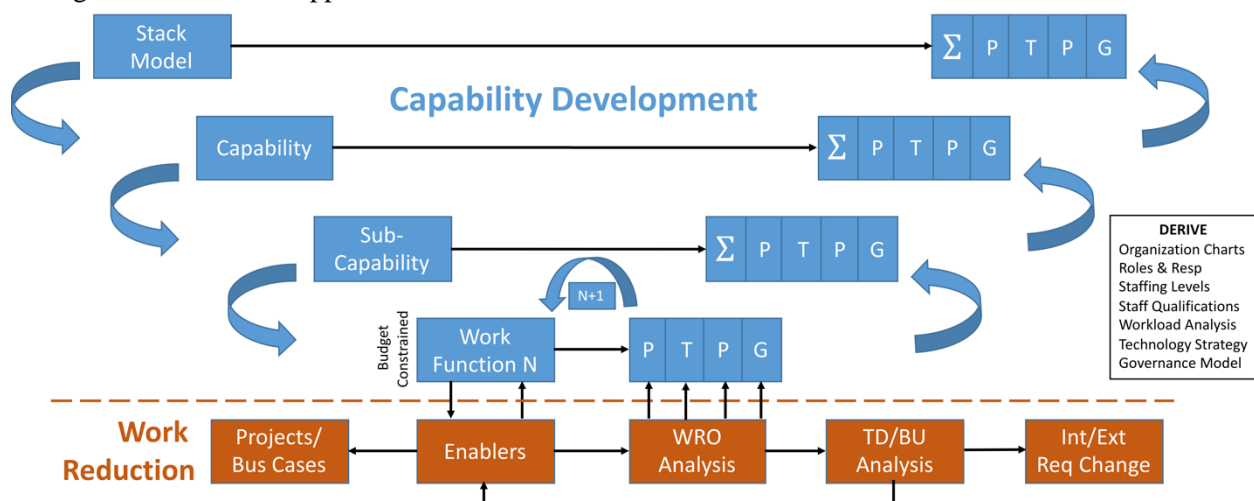 Stack
Model
Σ P T P G
Capability Development
Capability
Σ P T P G
Sub-
Capability
Σ P T P G
DERIVE
Organization Charts
Roles & Resp
Staffing Levels
Staff Qualifications
Workload Analysis
Technology Strategy
Governance Model
N+1
Budget
Constrained
Work
Function N
P T P G
Work
Reduction
Projects/
Bus Cases
Enablers
WRO
Analysis
TD/BU
Analysis
Int/Ext
Req Change